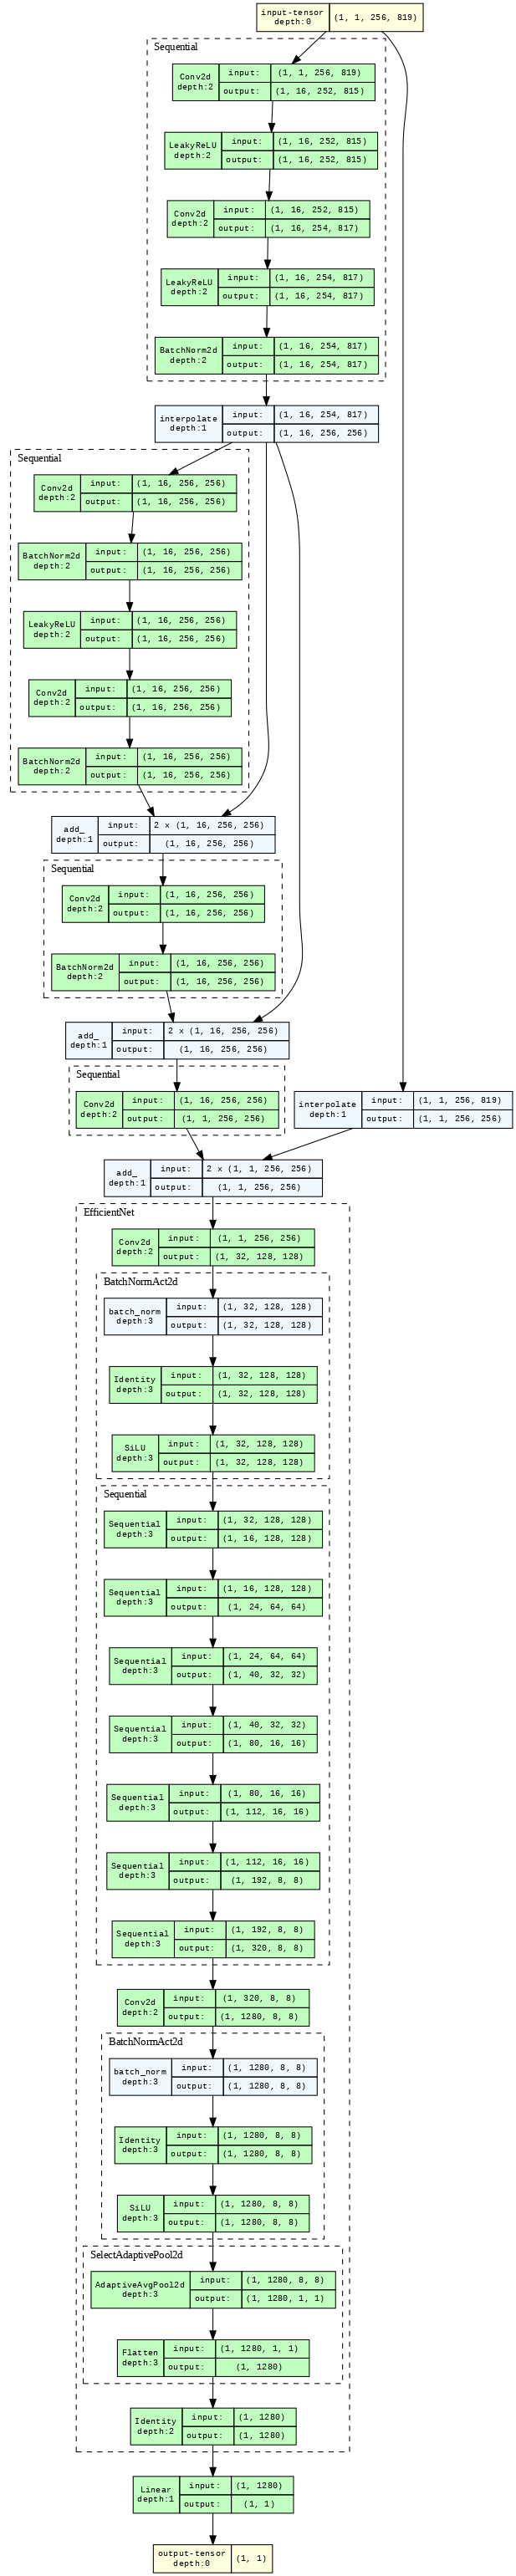 input-tensor
depth:0
(1, 1, 256, 819)
Sequential
Conv2d
depth:2
input:
(1, 1, 256, 819)
output:
(1, 16, 252, 815)
LeakyReLU
depth:2
input:
(1, 16, 252, 815)
output:
(1, 16, 252, 815)
Conv2d
depth:2
input:
(1, 16, 252, 815)
output:
(1, 16, 254, 817)
LeakyReLU
depth:2
input:
(1, 16, 254, 817)
output:
(1, 16, 254, 817)
BatchNorm2d
depth:2
input:
(1, 16, 254, 817)
output:
(1, 16, 254, 817)
interpolate
depth:1
input:
(1, 16, 254, 817)
output:
(1, 16, 256, 256)
Sequential
Conv2d
depth:2
input:
(1, 16, 256, 256)
output:
(1, 16, 256, 256)
BatchNorm2d
depth:2
input:
(1, 16, 256, 256)
output:
(1, 16, 256, 256)
LeakyReLU
depth:2
input:
(1, 16, 256, 256)
output:
(1, 16, 256, 256)
Conv2d
depth:2
input:
(1, 16, 256, 256)
output:
(1, 16, 256, 256)
BatchNorm2d
depth:2
input:
(1, 16, 256, 256)
output:
(1, 16, 256, 256)
add_
depth:1
input:
2 x (1, 16, 256, 256)
output:
(1, 16, 256, 256)
Sequential
Conv2d
depth:2
input:
(1, 16, 256, 256)
output:
(1, 16, 256, 256)
BatchNorm2d
depth:2
input:
(1, 16, 256, 256)
output:
(1, 16, 256, 256)
add_
depth:1
input:
2 x (1, 16, 256, 256)
output:
(1, 16, 256, 256)
Sequential
Conv2d
depth:2
input:
(1, 16, 256, 256)
output:
(1, 1, 256, 256)
interpolate
depth:1
input:
(1, 1, 256, 819)
output:
(1, 1, 256, 256)
add_
depth:1
input:
2 x (1, 1, 256, 256)
output:
(1, 1, 256, 256)
EfficientNet
Conv2d
depth:2
input:
(1, 1, 256, 256)
output:
(1, 32, 128, 128)
BatchNormAct2d
batch_norm
depth:3
input:
(1, 32, 128, 128)
output:
(1, 32, 128, 128)
Identity
depth:3
input:
(1, 32, 128, 128)
output:
(1, 32, 128, 128)
SiLU
depth:3
input:
(1, 32, 128, 128)
output:
(1, 32, 128, 128)
Sequential
Sequential
depth:3
input:
(1, 32, 128, 128)
output:
(1, 16, 128, 128)
Sequential
depth:3
input:
(1, 16, 128, 128)
output:
(1, 24, 64, 64)
Sequential
depth:3
input:
(1, 24, 64, 64)
output:
(1, 40, 32, 32)
Sequential
depth:3
input:
(1, 40, 32, 32)
output:
(1, 80, 16, 16)
Sequential
depth:3
input:
(1, 80, 16, 16)
output:
(1, 112, 16, 16)
Sequential
depth:3
input:
(1, 112, 16, 16)
output:
(1, 192, 8, 8)
Sequential
depth:3
input:
(1, 192, 8, 8)
output:
(1, 320, 8, 8)
Conv2d
depth:2
input:
(1, 320, 8, 8)
output:
(1, 1280, 8, 8)
BatchNormAct2d
batch_norm
depth:3
input:
(1, 1280, 8, 8)
output:
(1, 1280, 8, 8)
Identity
depth:3
input:
(1, 1280, 8, 8)
output:
(1, 1280, 8, 8)
SiLU
depth:3
input:
(1, 1280, 8, 8)
output:
(1, 1280, 8, 8)
SelectAdaptivePool2d
AdaptiveAvgPool2d
depth:3
input:
(1, 1280, 8, 8)
output:
(1, 1280, 1, 1)
Flatten
depth:3
input:
(1, 1280, 1, 1)
output:
(1, 1280)
Identity
depth:2
input:
(1, 1280)
output:
(1, 1280)
Linear
depth:1
input:
(1, 1280)
output:
(1, 1)
output-tensor
depth:0
(1, 1)